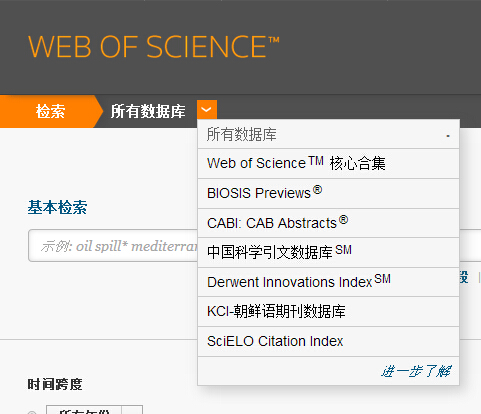 WEB OF SCIENCE™
检索 所有数据库
所有数据库 -
Web of Science™ 核心合集
BIOSIS Previews®
基本检索
CABI: CAB Abstracts®
示例: oil spill* mediterran
中国科学引文数据库℠
段
Derwent Innovations Index℠
KCI-朝鲜语期刊数据库
SciELO Citation Index
进一步了解
时间跨度
所有年份